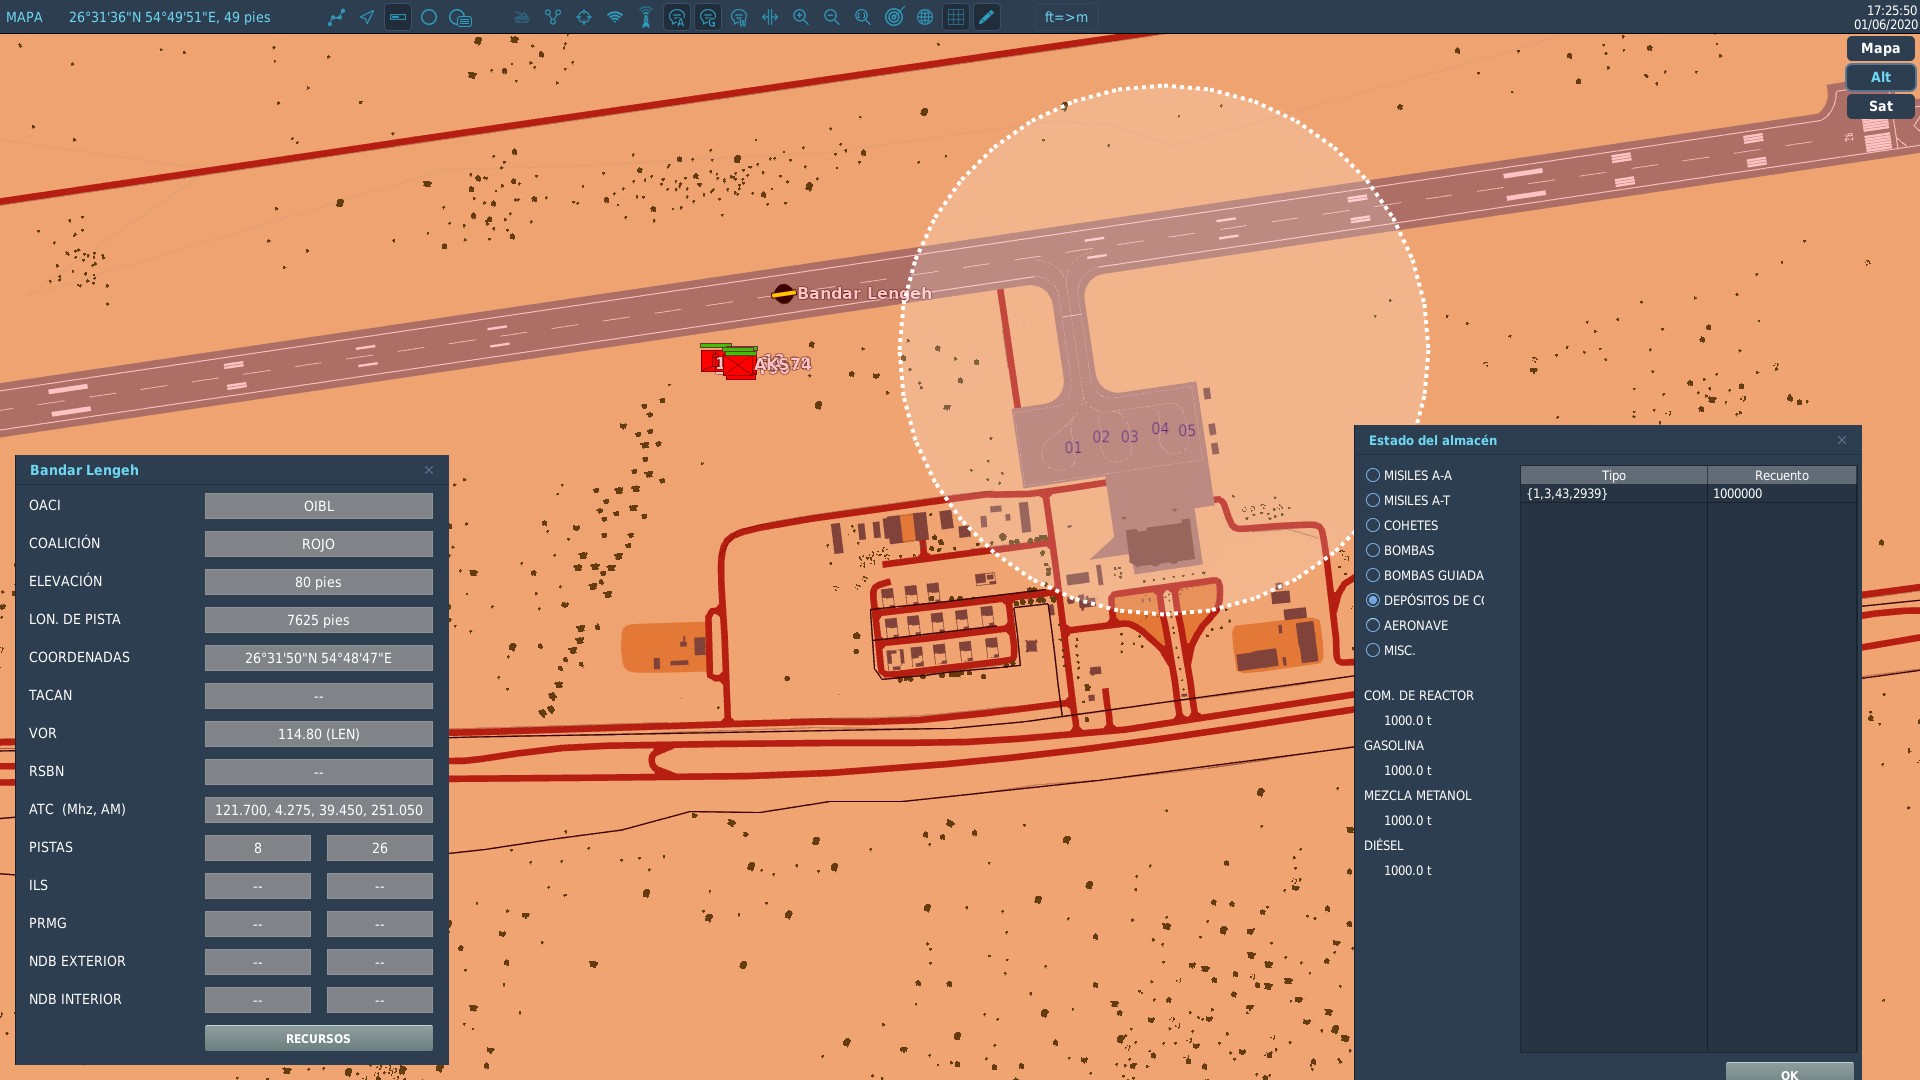 MAPA 26°31'36"N 54°49'51"E, 49 pies
ft=>m
17:25:50
01/06/2020
Mapa
Alt
Sat
Bandar Lengeh
01 02 03 04 05
Bandar Lengeh
OACI OIBL
COALICIÓN ROJO
ELEVACIÓN 80 pies
LON. DE PISTA 7625 pies
COORDENADAS 26°31'50"N 54°48'47"E
TACAN --
VOR 114.80 (LEN)
RSBN --
ATC (Mhz, AM) 121.700, 4.275, 39.450, 251.050
PISTAS 8 26
ILS -- --
PRMG -- --
NDB EXTERIOR -- --
NDB INTERIOR -- --
RECURSOS
Estado del almacén
MISILES A-A
MISILES A-T
COHETES
BOMBAS
BOMBAS GUIADA
DEPÓSITOS DE CO
AERONAVE
MISC.
COM. DE REACTOR
1000.0 t
GASOLINA
1000.0 t
MEZCLA METANOL
1000.0 t
DIÉSEL
1000.0 t
Tipo Recuento
{1,3,43,2939} 1000000
OK